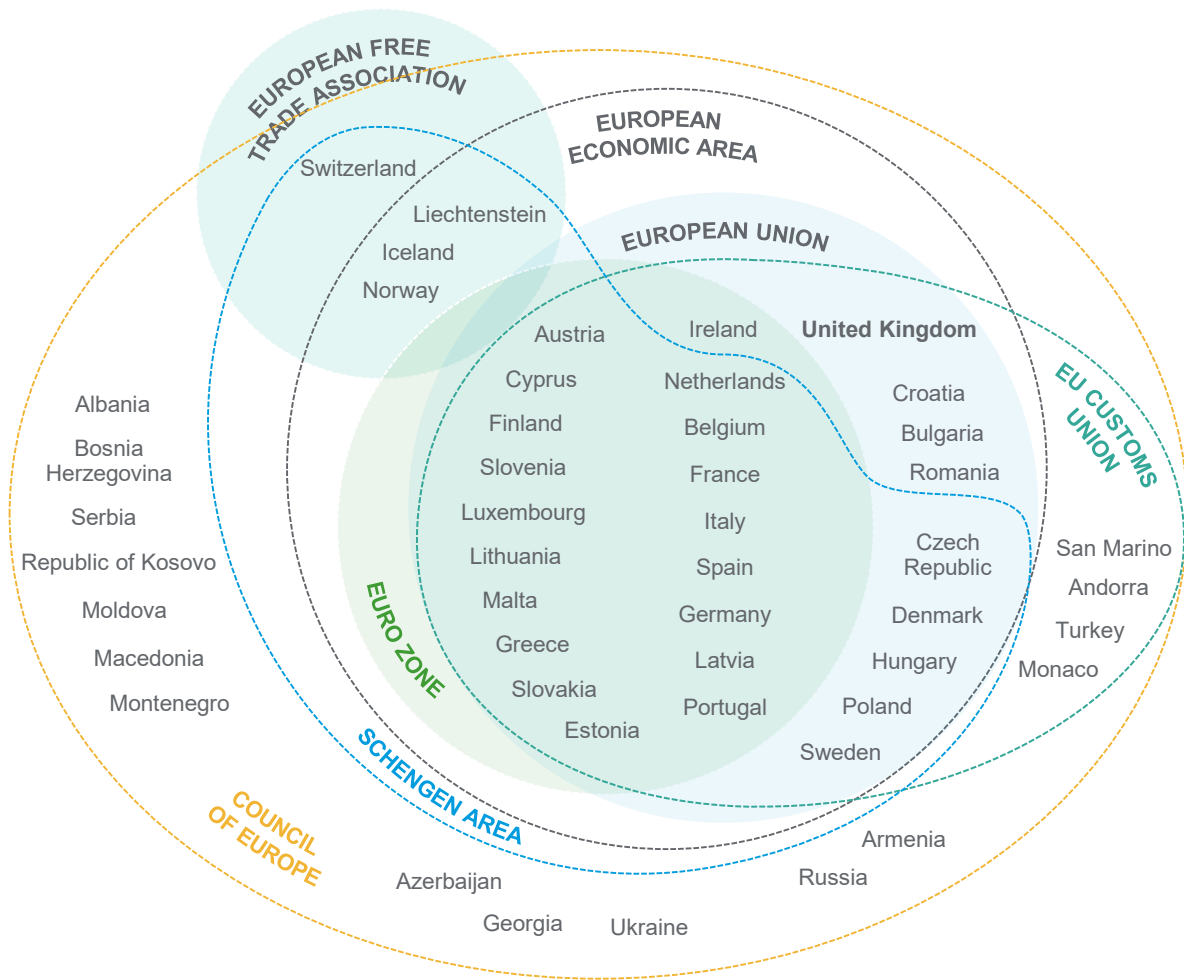 EUROPEAN FREE
TRADE ASSOCIATION
EUROPEAN
ECONOMIC AREA
Switzerland
Liechtenstein
Iceland
Norway
EUROPEAN UNION
Austria
Cyprus
Finland
Slovenia
Luxembourg
Lithuania
Malta
Greece
Slovakia
Estonia
Ireland
Netherlands
Belgium
France
Italy
Spain
Germany
Latvia
Portugal
United Kingdom
Croatia
Bulgaria
Romania
Czech
Republic
Denmark
Hungary
Poland
Sweden
EU CUSTOMS
UNION
San Marino
Andorra
Turkey
Monaco
Albania
Bosnia
Herzegovina
Serbia
Republic of Kosovo
Moldova
Macedonia
Montenegro
EURO ZONE
SCHENGEN AREA
COUNCIL
OF EUROPE
Azerbaijan
Georgia
Ukraine
Russia
Armenia